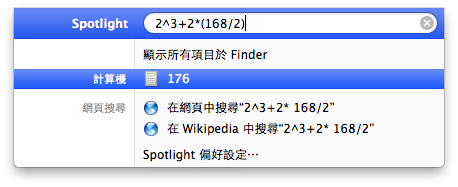 Spotlight 2^3+2*(168/2)
顯示所有項目於 Finder
計算機 176
網頁搜尋 在網頁中搜尋“2^3+2* 168/2”
在 Wikipedia 中搜尋“2^3+2* 168/2”
Spotlight 偏好設定⋯